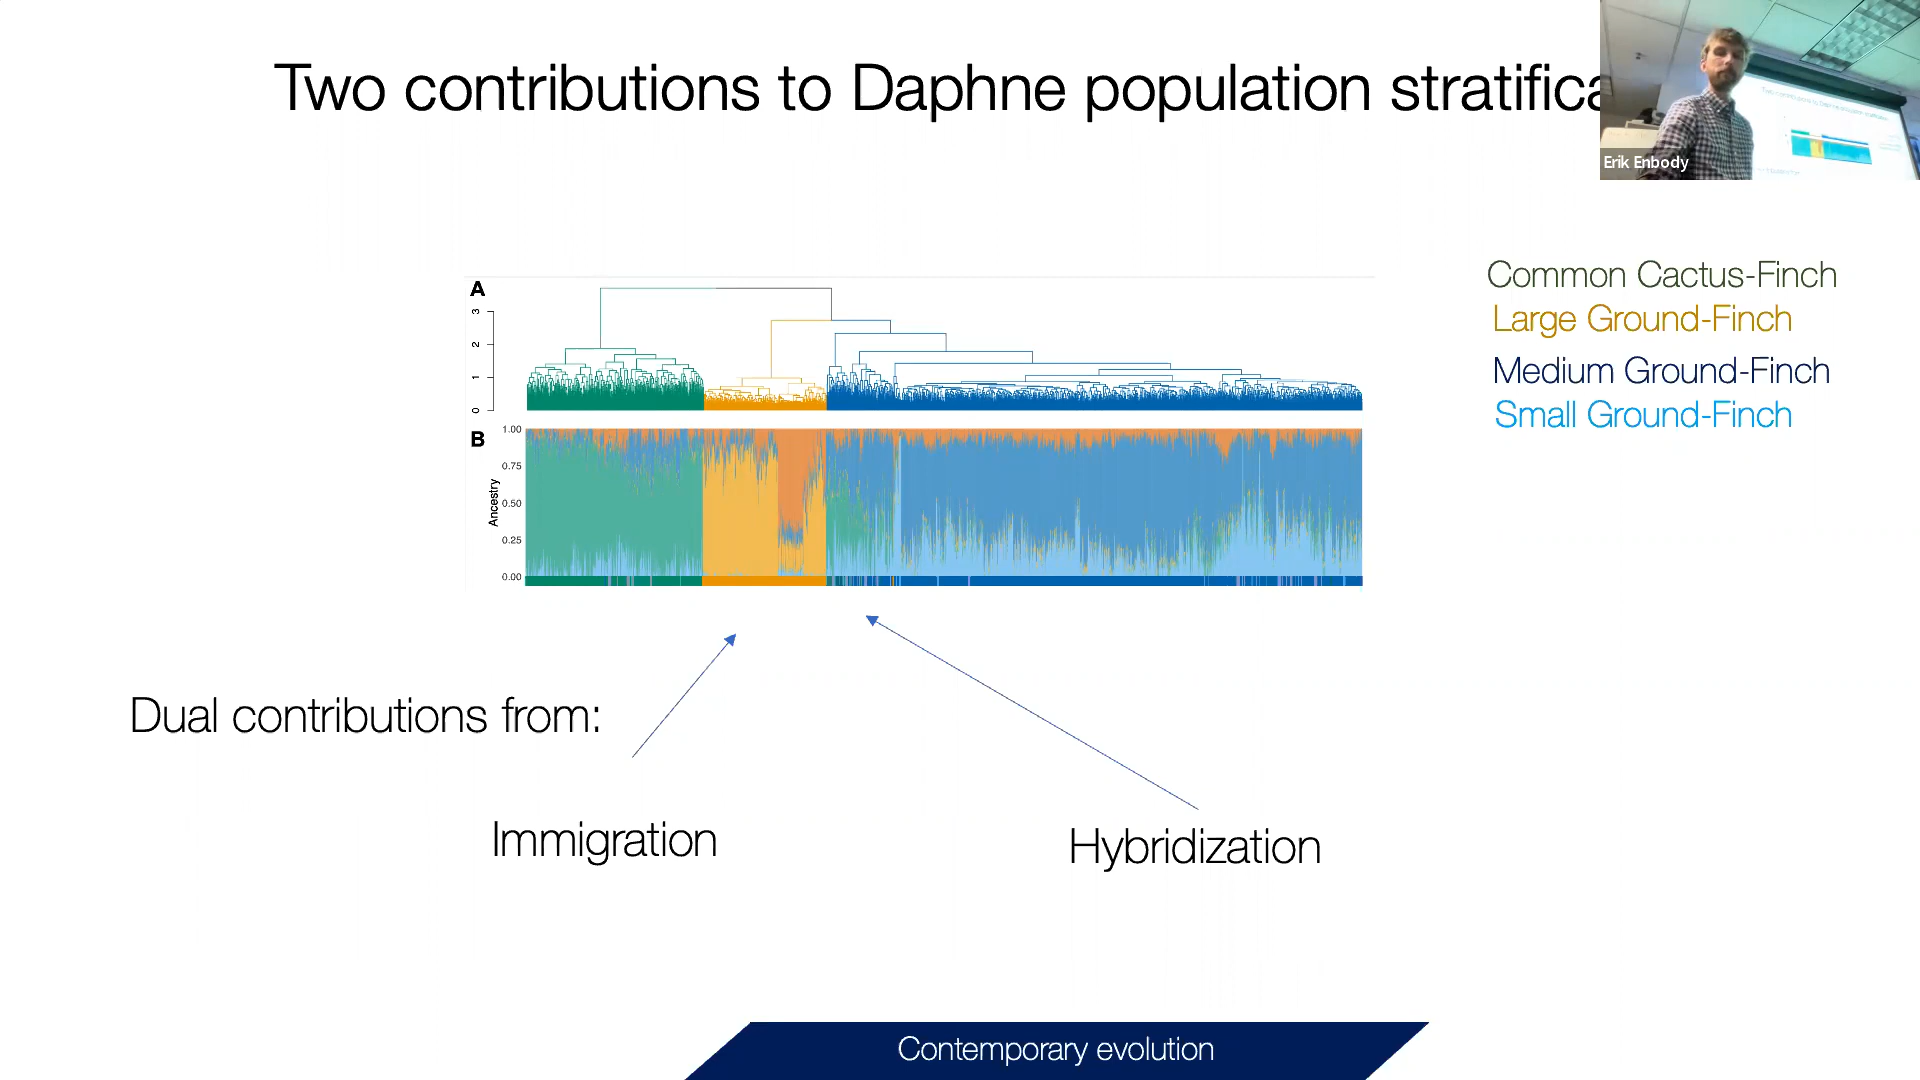 Two contributions to Daphne population stratifica
Erik Enbody
Common Cactus-Finch
Large Ground-Finch
Medium Ground-Finch
Small Ground-Finch
A
3
2
1
0
B
1.00
0.75
0.50
0.25
0.00
Ancestry
Dual contributions from:
Immigration
Hybridization
Contemporary evolution